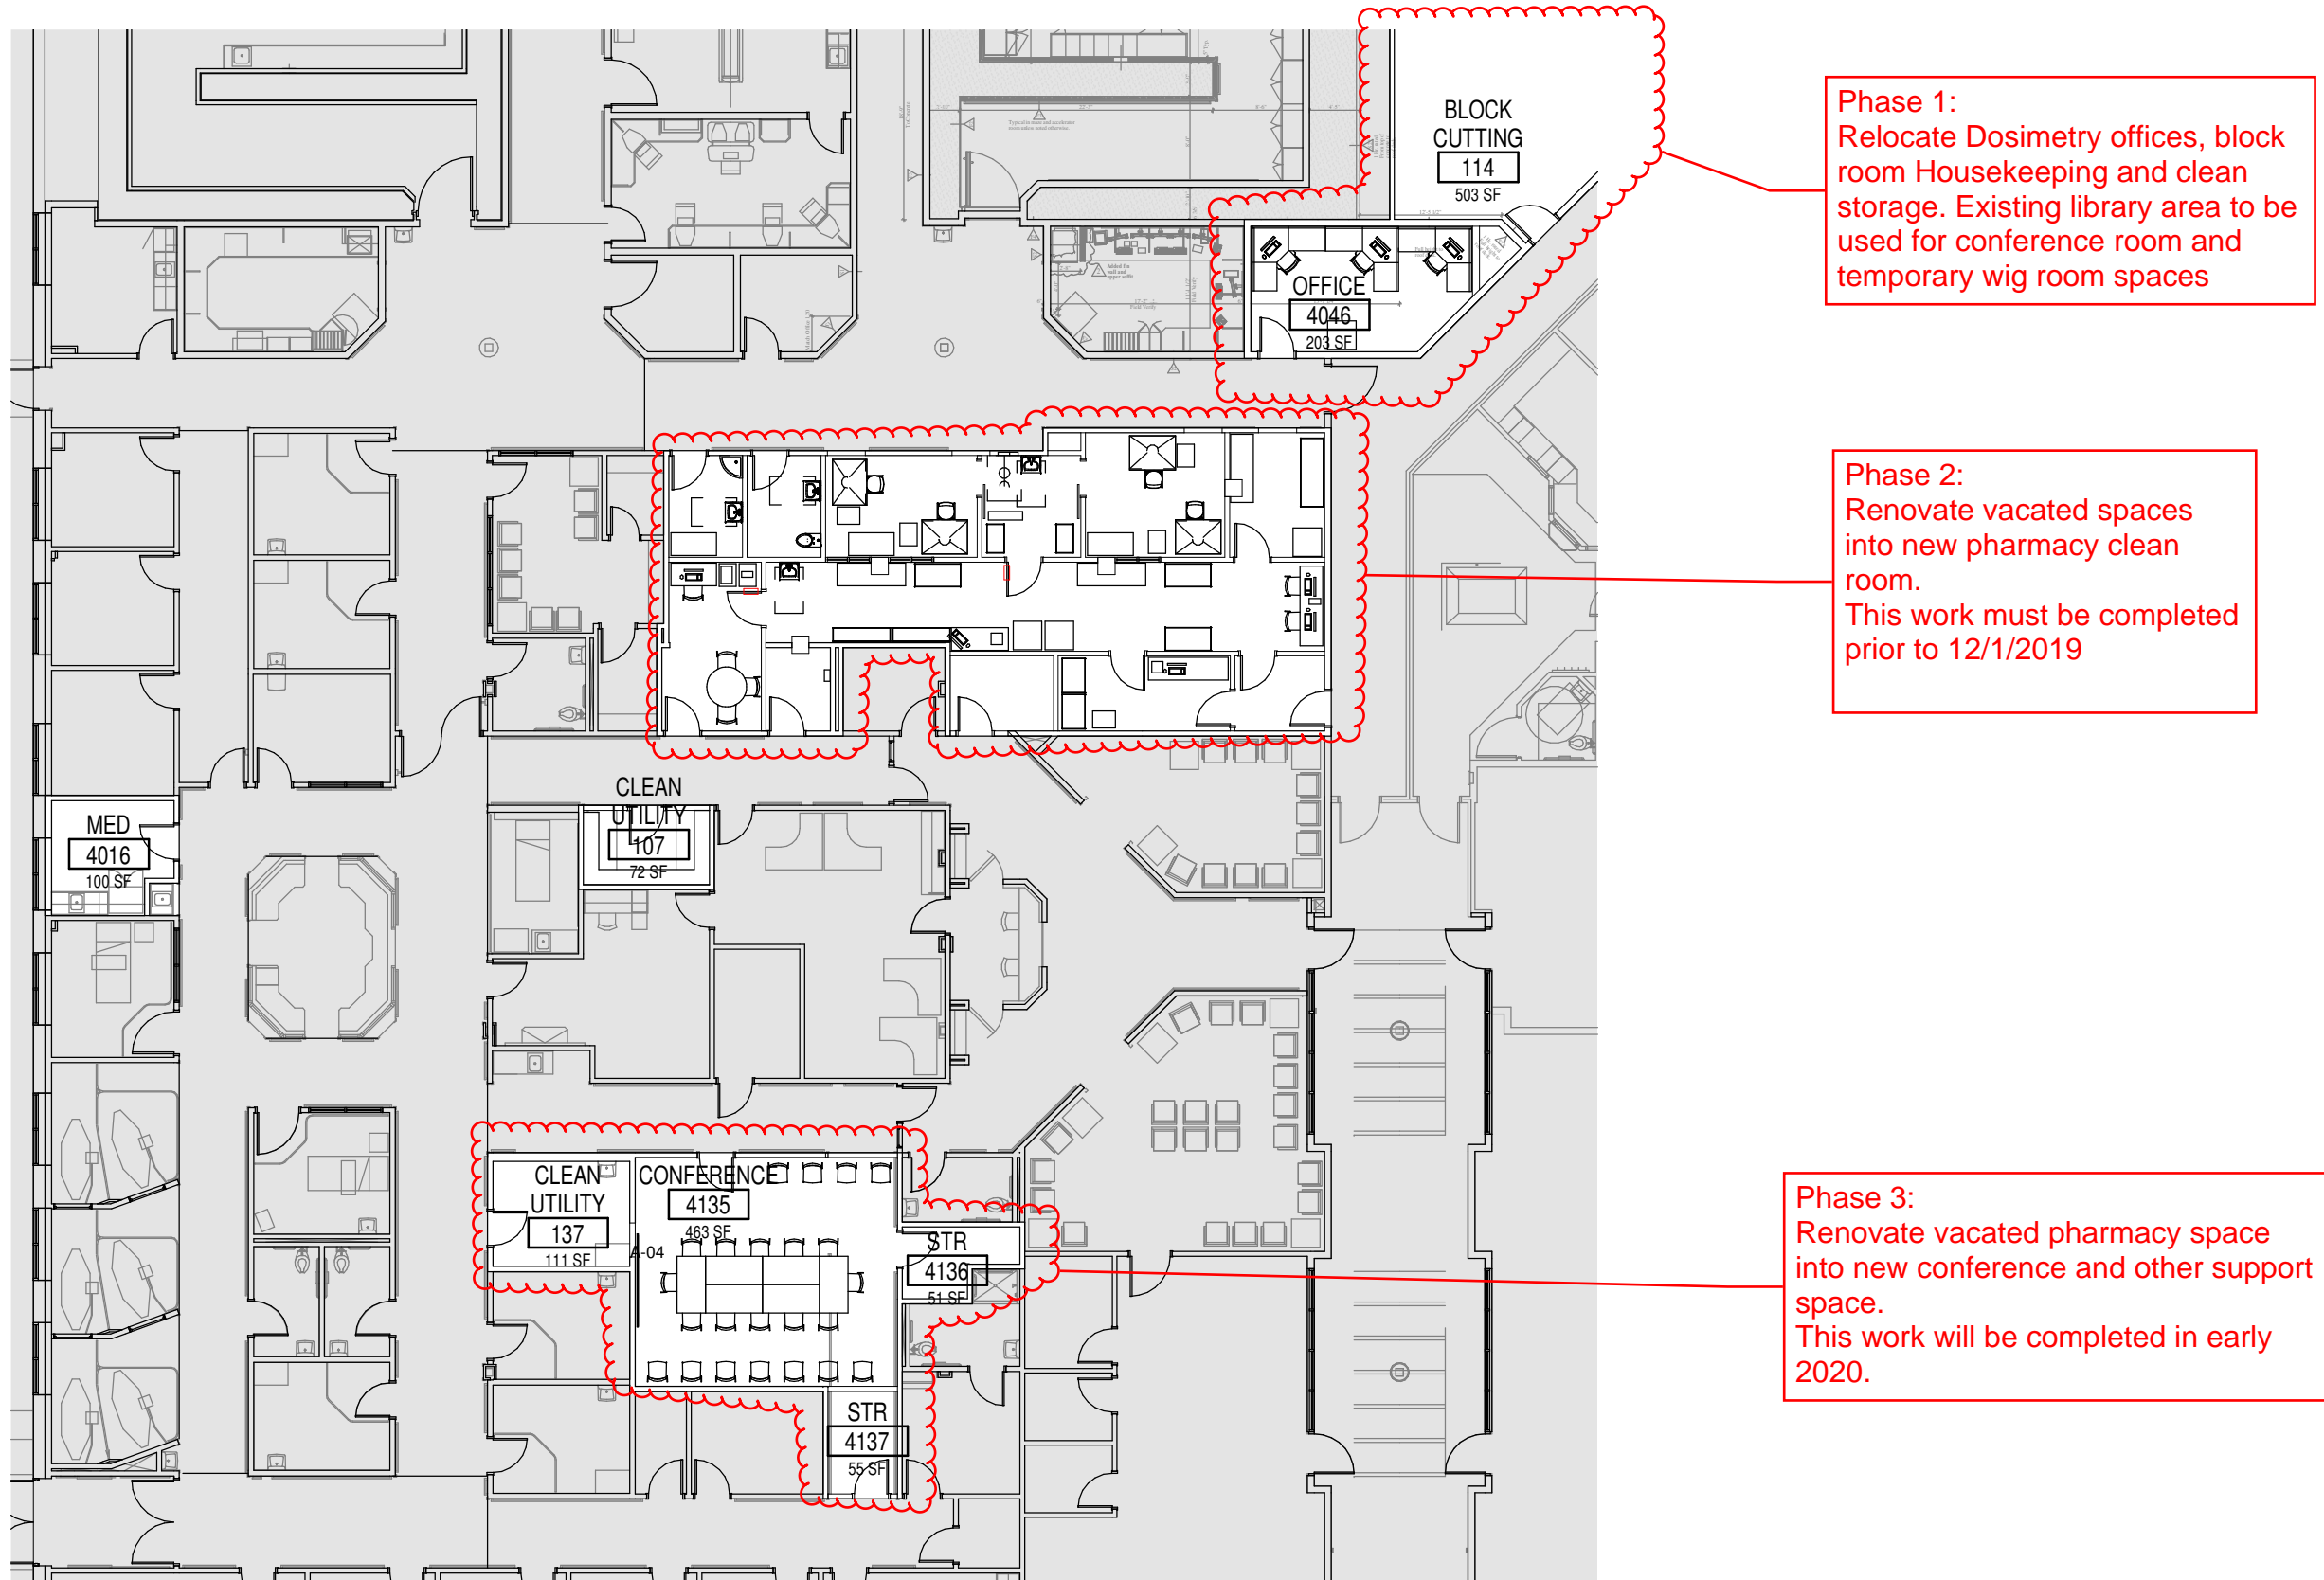 BLOCK
CUTTING
114
503 SF
Phase 1:
Relocate Dosimetry offices, block
room Housekeeping and clean
storage. Existing library area to be
used for conference room and
temporary wig room spaces
OFFICE
4046
203 SF
Phase 2:
Renovate vacated spaces
into new pharmacy clean
room.
This work must be completed
prior to 12/1/2019
CLEAN
UTILITY
107
72 SF
MED
4016
100 SF
CLEAN
UTILITY
137
111 SF
CONFERENCE
4135
463 SF
A-04
STR
4136
51 SF
Phase 3:
Renovate vacated pharmacy space
into new conference and other support
space.
This work will be completed in early
2020.
STR
4137
55 SF